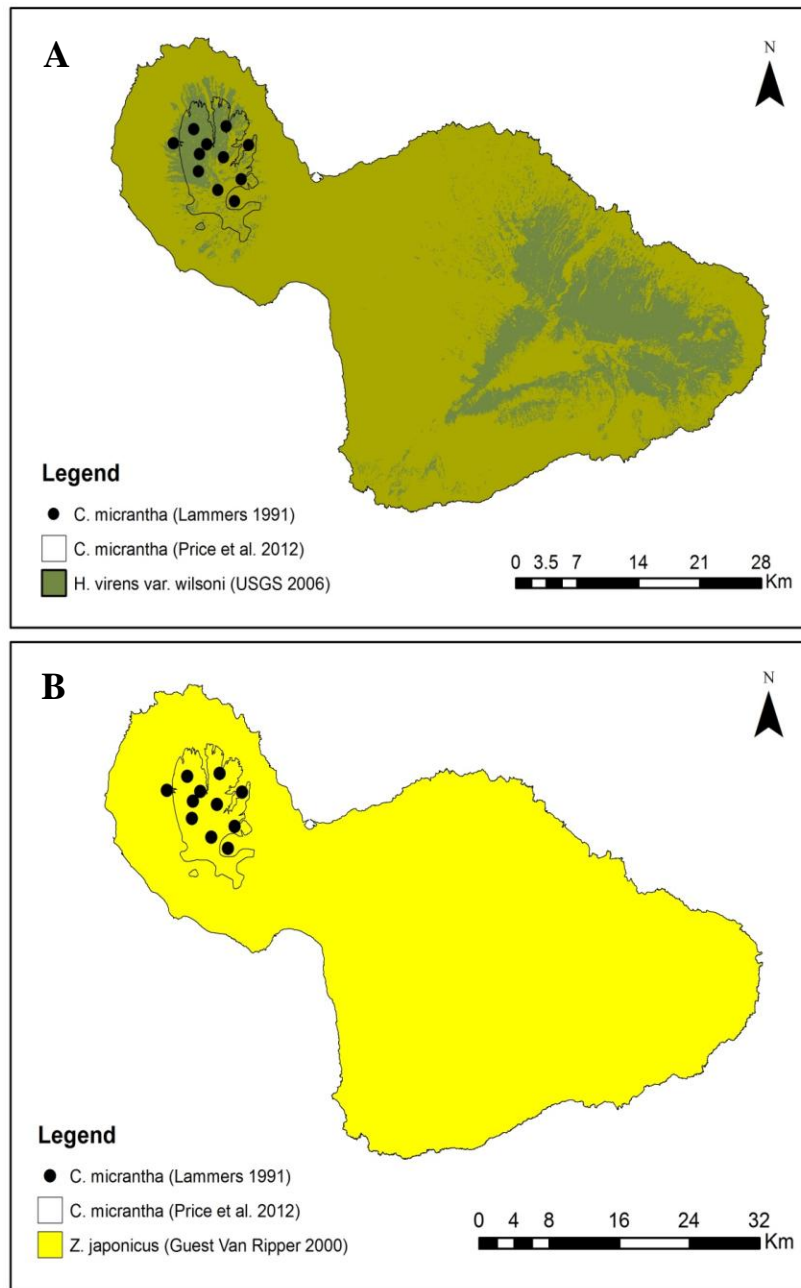 A
N
Legend
C. micrantha (Lammers 1991)
C. micrantha (Price et al. 2012)
H. virens var. wilsoni (USGS 2006)
0 3.5 7 14 21 28
Km
B
N
Legend
C. micrantha (Lammers 1991)
C. micrantha (Price et al. 2012)
Z. japonicus (Guest Van Ripper 2000)
0 4 8 16 24 32
Km